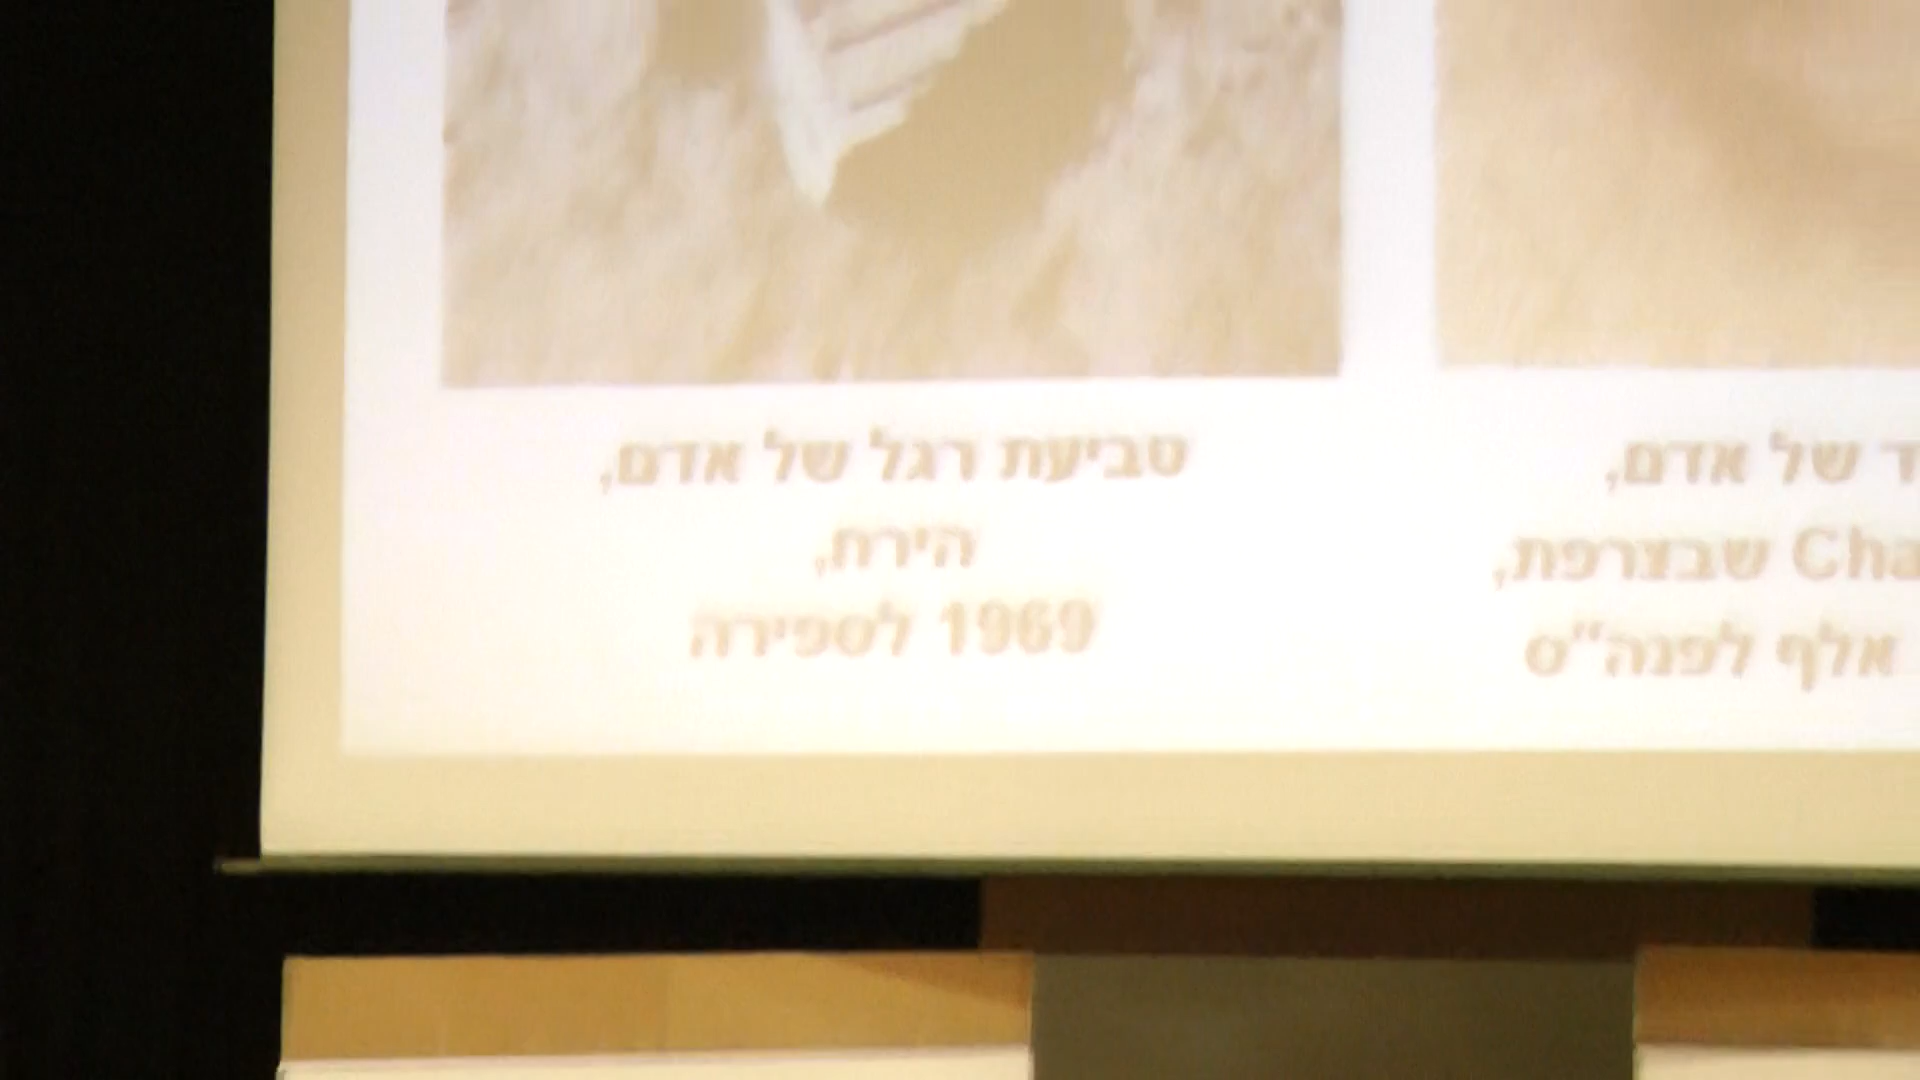 טביעת רגל של אדם,
הירח,
1969 לספירה
של אדם,
שבצרפת,
אלף לפנה"ס